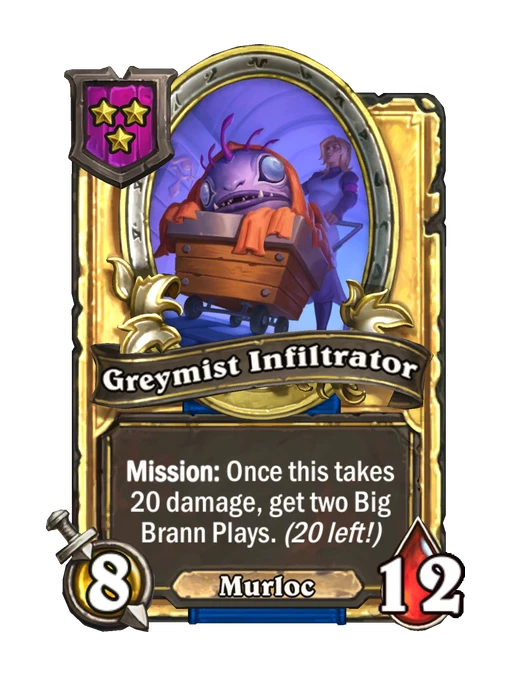 Greymist Infiltrator
Mission: Once this takes
20 damage, get two Big
Brann Plays. (20 left!)
8
Murloc
12